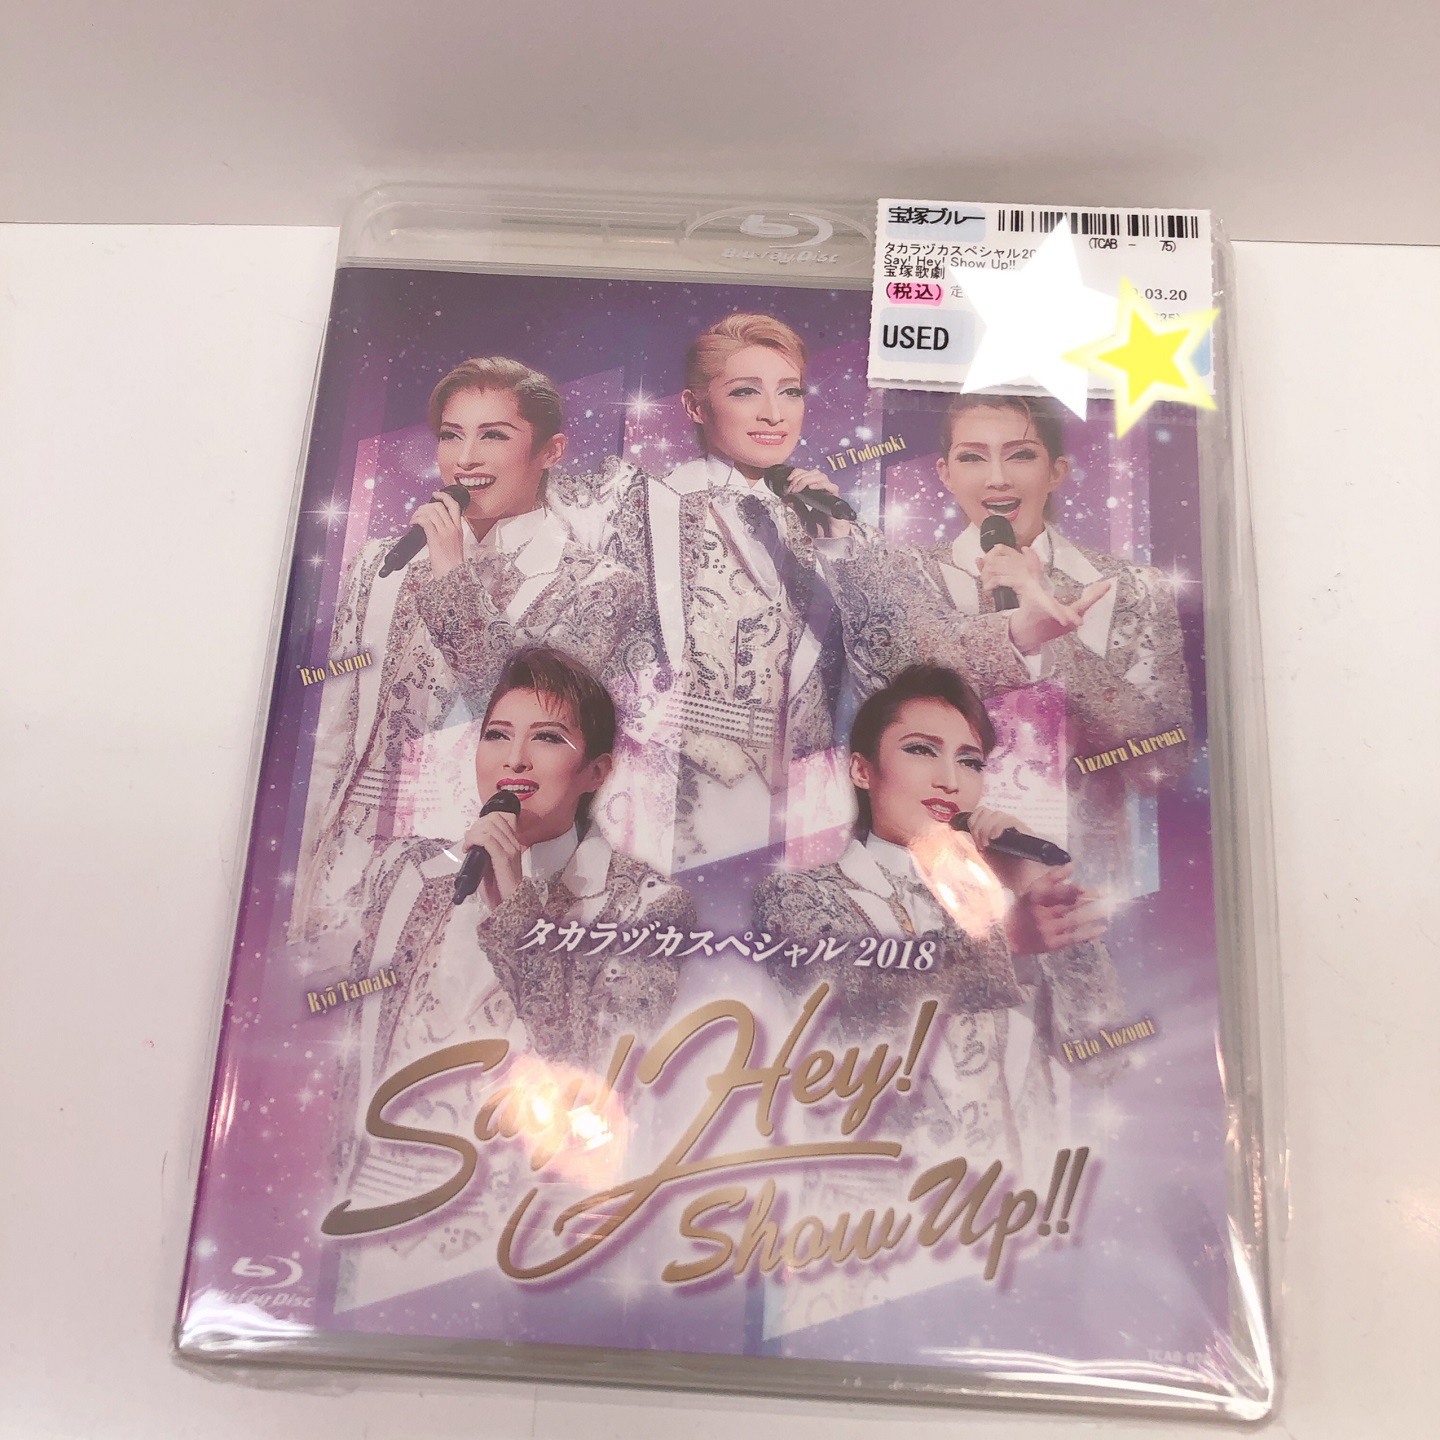 宝塚ブルー
(TCAB - 75)
タカラヅカスペシャル20
Say! Hey! Show Up!!
宝塚歌劇
(税込) 定
.03.20
USED
Yū Todoroki
Rio Asumi
Yuzuru Kurenai
Ryō Tamaki
Fūto Nozomi
タカラヅカスペシャル 2018
Say! Hey!
Show Up!!
Blu-ray Disc